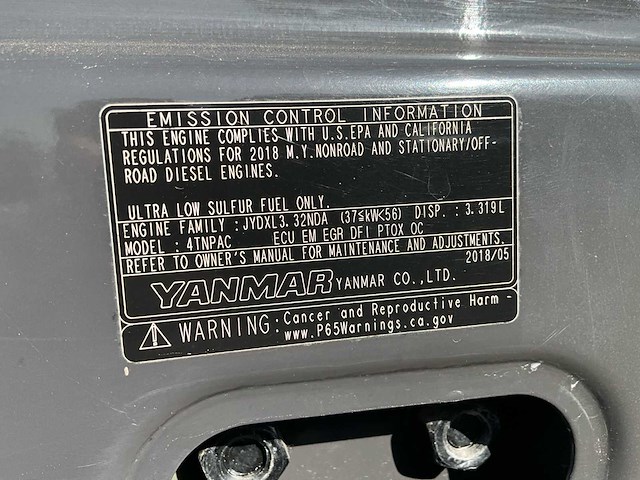 EMISSION CONTROL INFORMATION
THIS ENGINE COMPLIES WITH U.S.EPA AND CALIFORNIA
REGULATIONS FOR 2018 M.Y.NONROAD AND STATIONARY/OFF-
ROAD DIESEL ENGINES.
ULTRA LOW SULFUR FUEL ONLY.
ENGINE FAMILY : JYDXL3.32NDA (37≦kW<56) DISP. : 3.319L
MODEL : 4TNPAC ECU EM EGR DFI PTOX OC
REFER TO OWNER'S MANUAL FOR MAINTENANCE AND ADJUSTMENTS.
2018/05
YANMAR YANMAR CO.,LTD.
WARNING: Cancer and Reproductive Harm -
www.P65Warnings.ca.gov